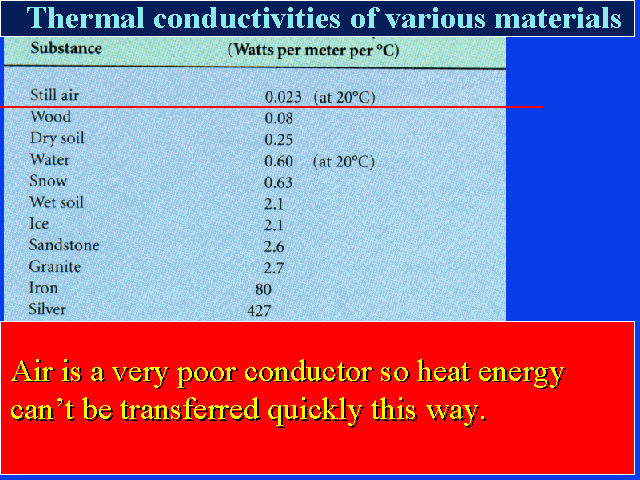 Thermal conductivities of various materials
Substance (Watts per meter per °C)
Still air 0.023 (at 20°C)
Wood 0.08
Dry soil 0.25
Water 0.60 (at 20°C)
Snow 0.63
Wet soil 2.1
Ice 2.1
Sandstone 2.6
Granite 2.7
Iron 80
Silver 427
Air is a very poor conductor so heat energy
can't be transferred quickly this way.